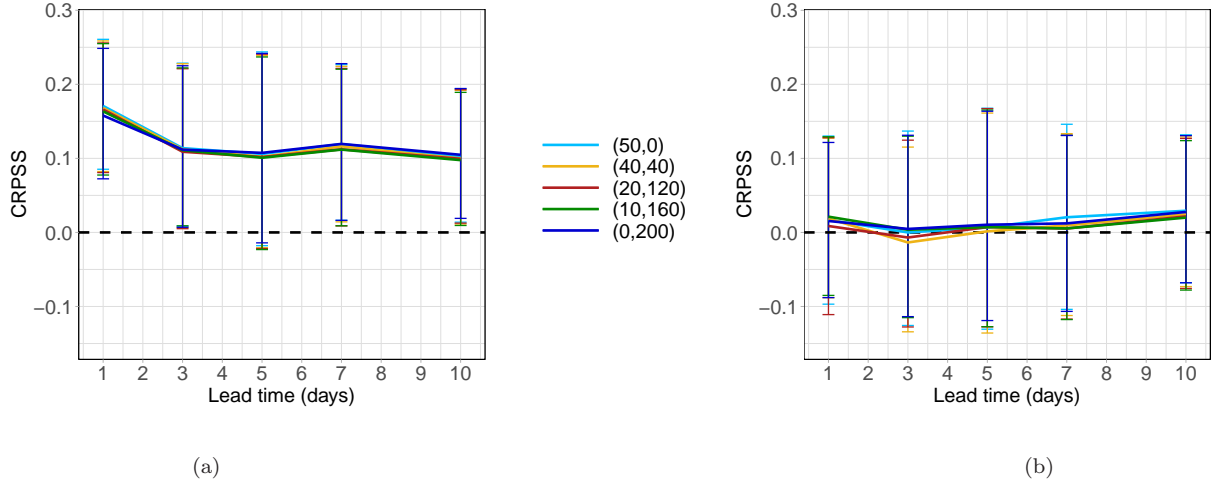 0.3
0.2
0.1
0.0
−0.1
CRPSS
1 2 3 4 5 6 7 8 9 10
Lead time (days)
(a)
(50,0)
(40,40)
(20,120)
(10,160)
(0,200)
0.3
0.2
0.1
0.0
−0.1
CRPSS
1 2 3 4 5 6 7 8 9 10
Lead time (days)
(b)